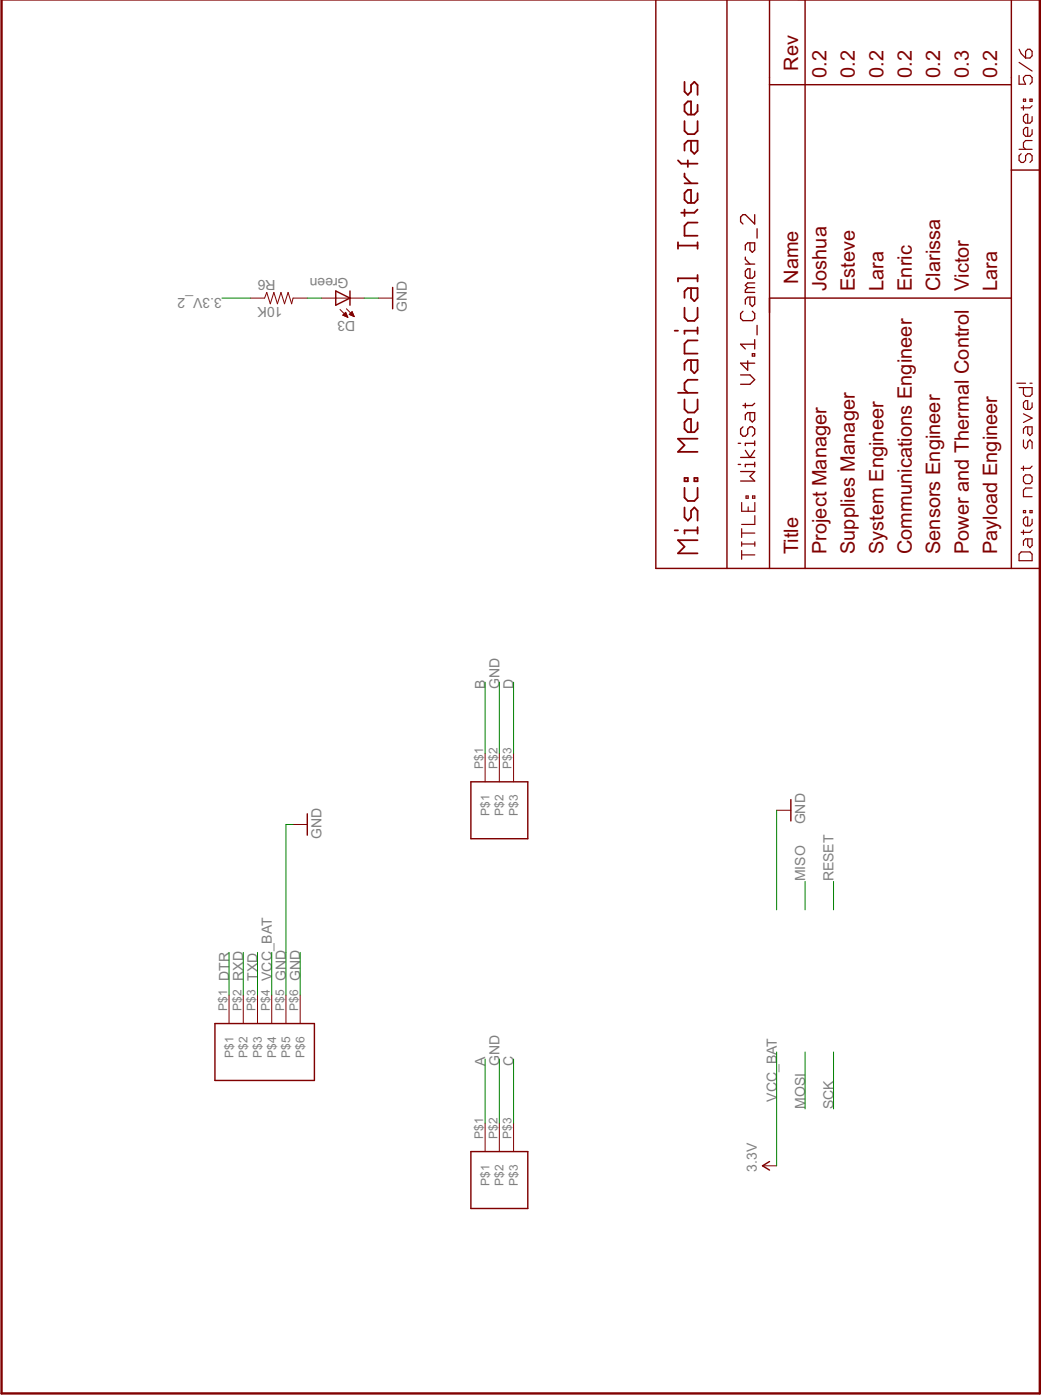 P$1 DTR
P$2 RXD
P$3 TXD
P$4 VCC_BAT
P$5 GND
P$6 GND
P$1
P$2
P$3
P$4
P$5
P$6
GND
3.3V_2
R6
10K
Green
D3
GND
P$1 A
P$2 GND
P$3 C
P$1
P$2
P$3
P$1 B
P$2 GND
P$3 D
P$1
P$2
P$3
3.3V
VCC_BAT
MOSI
SCK
GND
MISO
RESET
Misc: Mechanical Interfaces
TITLE: WikiSat V4.1_Camera_2
Title Name Rev
Project Manager Joshua 0.2
Supplies Manager Esteve 0.2
System Engineer Lara 0.2
Communications Engineer Enric 0.2
Sensors Engineer Clarissa 0.2
Power and Thermal Control Victor 0.3
Payload Engineer Lara 0.2
Date: not saved! Sheet: 5/6